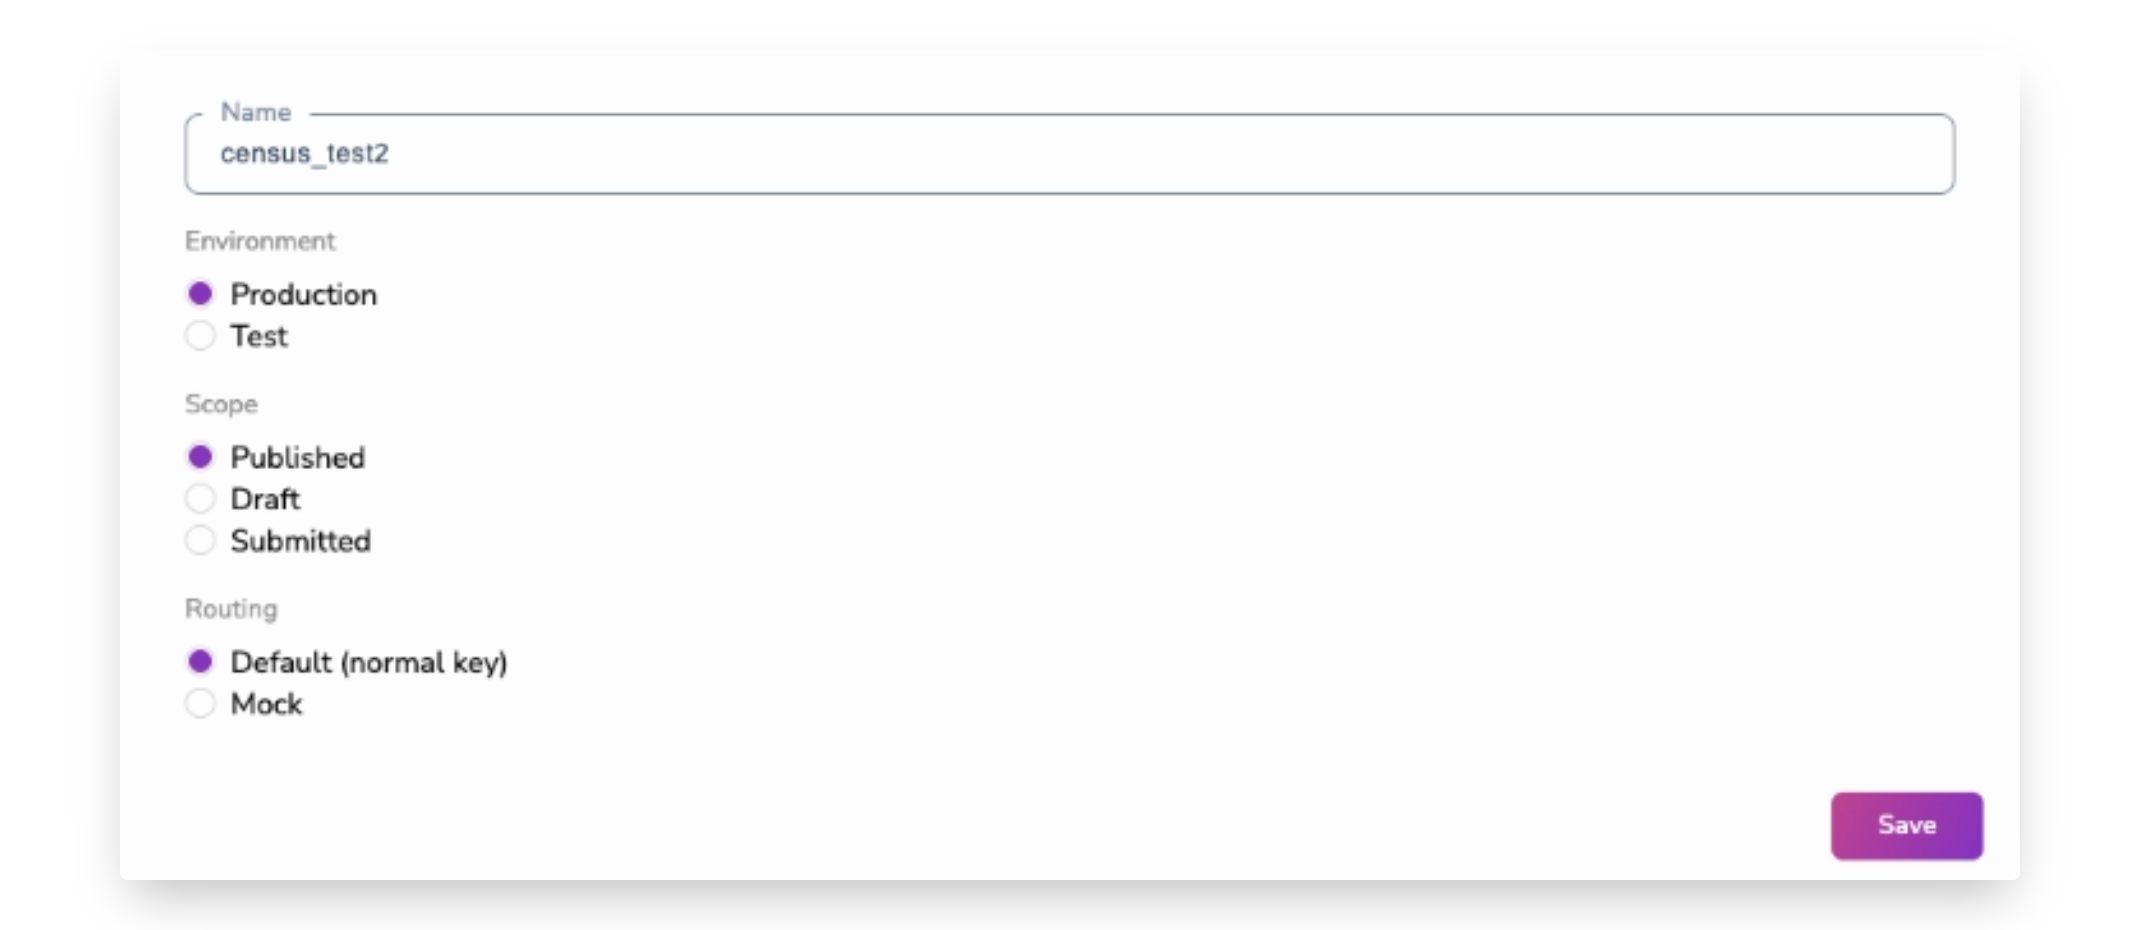 Name
census_test2
Environment
Production
Test
Scope
Published
Draft
Submitted
Routing
Default (normal key)
Mock
Save